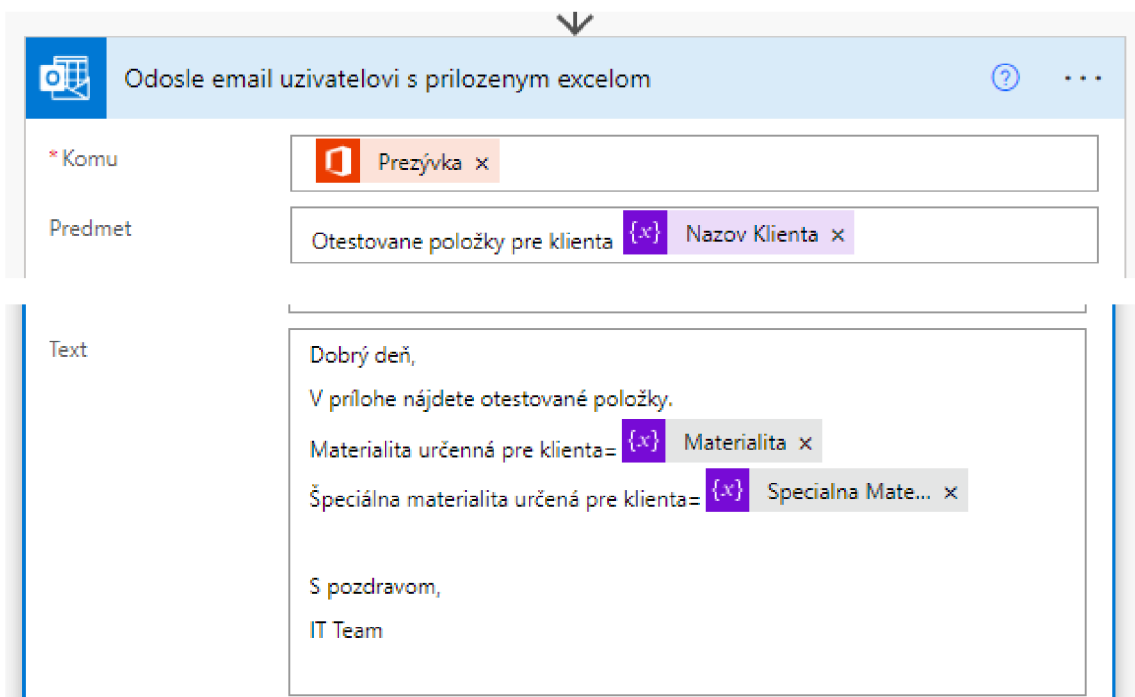 Odosle email uzivatelovi s prilozenym excelom
* Komu
Prezývka ×
Predmet
Otestovane položky pre klienta {x} Nazov Klienta ×
Text
Dobrý deň,
V prílohe nájdete otestované položky.
Materialita určenná pre klienta= {x} Materialita ×
Špeciálna materialita určená pre klienta= {x} Specialna Mate... ×
S pozdravom,
IT Team